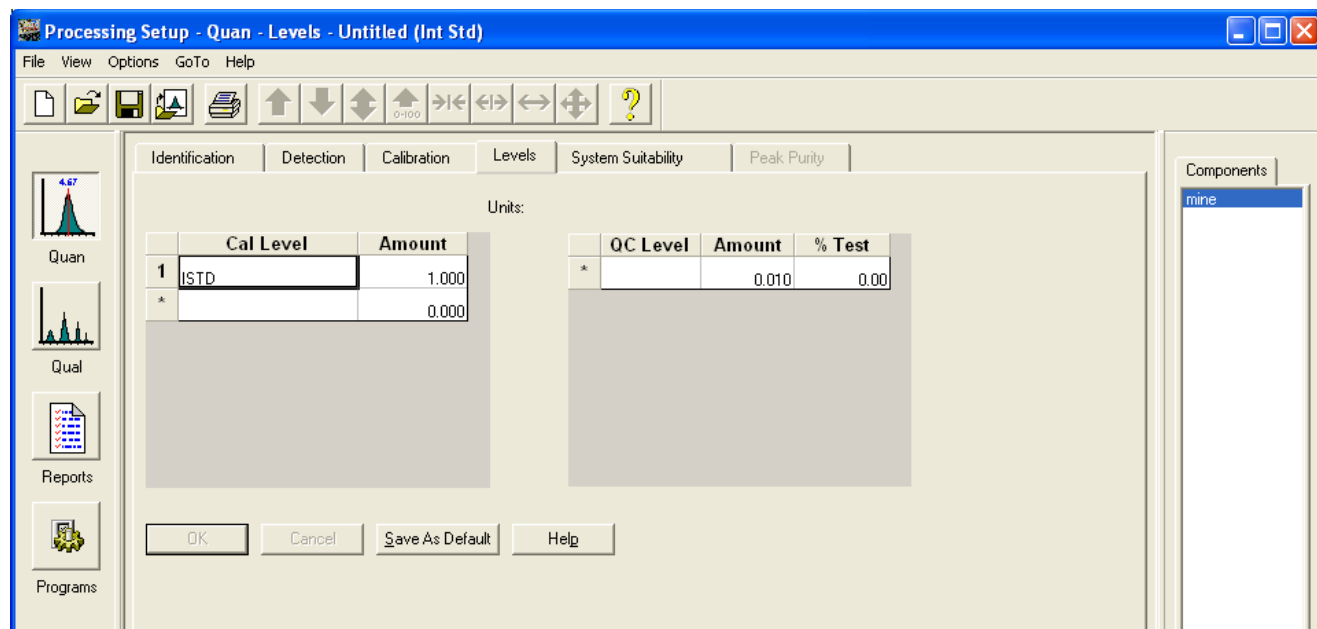 Processing Setup - Quan - Levels - Untitled (Int Std)
File View Options GoTo Help
0-100
Identification Detection Calibration Levels System Suitability Peak Purity
Components
mine
4.67
Quan
Qual
Reports
Programs
Units:
Cal Level Amount
1 ISTD 1.000
* 0.000
QC Level Amount % Test
* 0.010 0.00
OK Cancel Save As Default Help